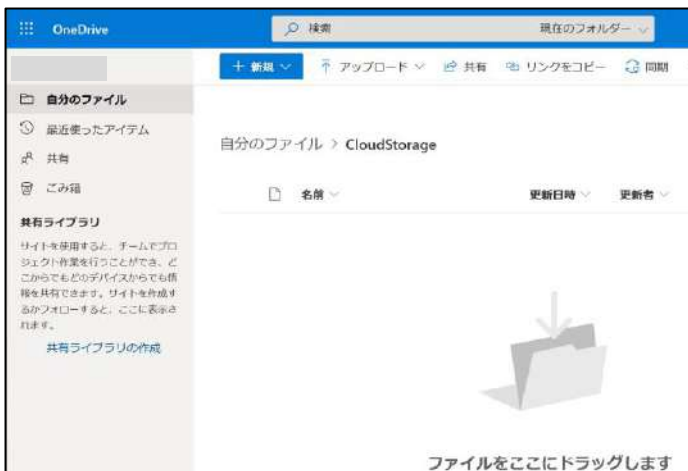 OneDrive
検索
現在のフォルダー
+ 新規
アップロード
共有
リンクをコピー
同期
自分のファイル
最近使ったアイテム
共有
ごみ箱
共有ライブラリ
サイトを使用すると、チームでプロ
ジェクト作業を行うことができ、ど
こからでもどのデバイスからでも情
報を共有できます。サイトを作成す
るかフォローすると、ここに表示さ
れます。
共有ライブラリの作成
自分のファイル > CloudStorage
名前
更新日時
更新者
ファイルをここにドラッグします